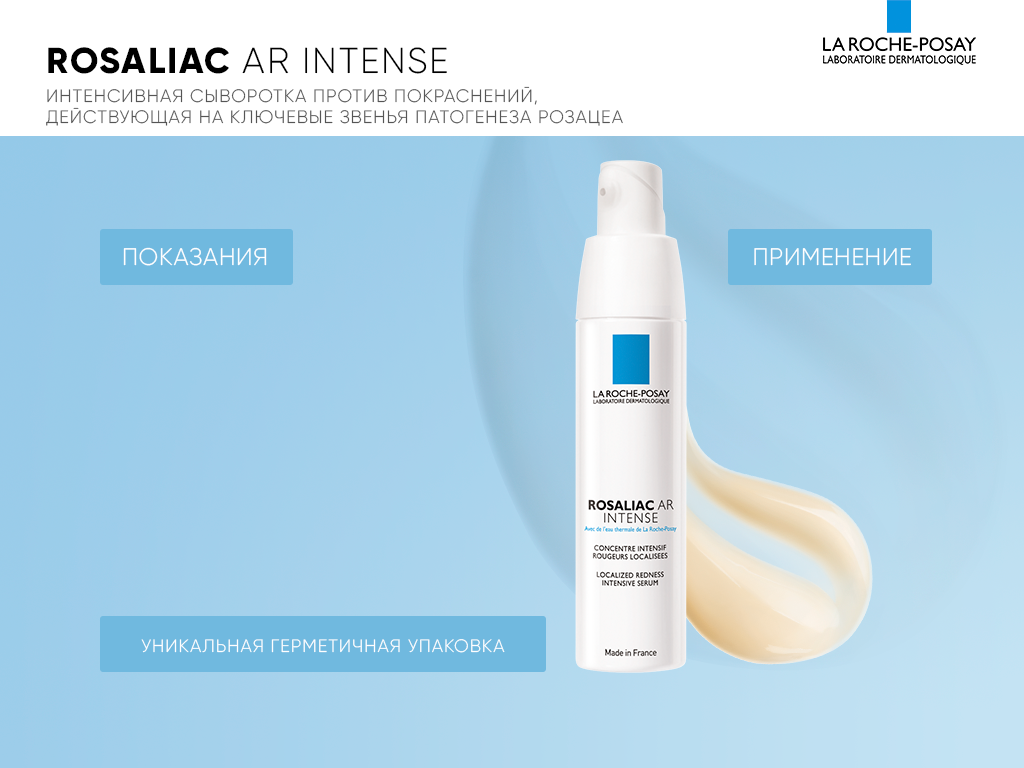 ROSALIAC AR INTENSE
ИНТЕНСИВНАЯ СЫВОРОТКА ПРОТИВ ПОКРАСНЕНИЙ,
ДЕЙСТВУЮЩАЯ НА КЛЮЧЕВЫЕ ЗВЕНЬЯ ПАТОГЕНЕЗА РОЗАЦЕА
LA ROCHE-POSAY
LABORATOIRE DERMATOLOGIQUE
ПОКАЗАНИЯ
ПРИМЕНЕНИЕ
LA ROCHE-POSAY
LABORATOIRE DERMATOLOGIQUE
ROSALIAC AR
INTENSE
Avec de l'eau thermale de La Roche-Posay
CONCENTRE INTENSIF
ROUGEURS LOCALISEES
LOCALIZED REDNESS
INTENSIVE SERUM
Made in France
УНИКАЛЬНАЯ ГЕРМЕТИЧНАЯ УПАКОВКА